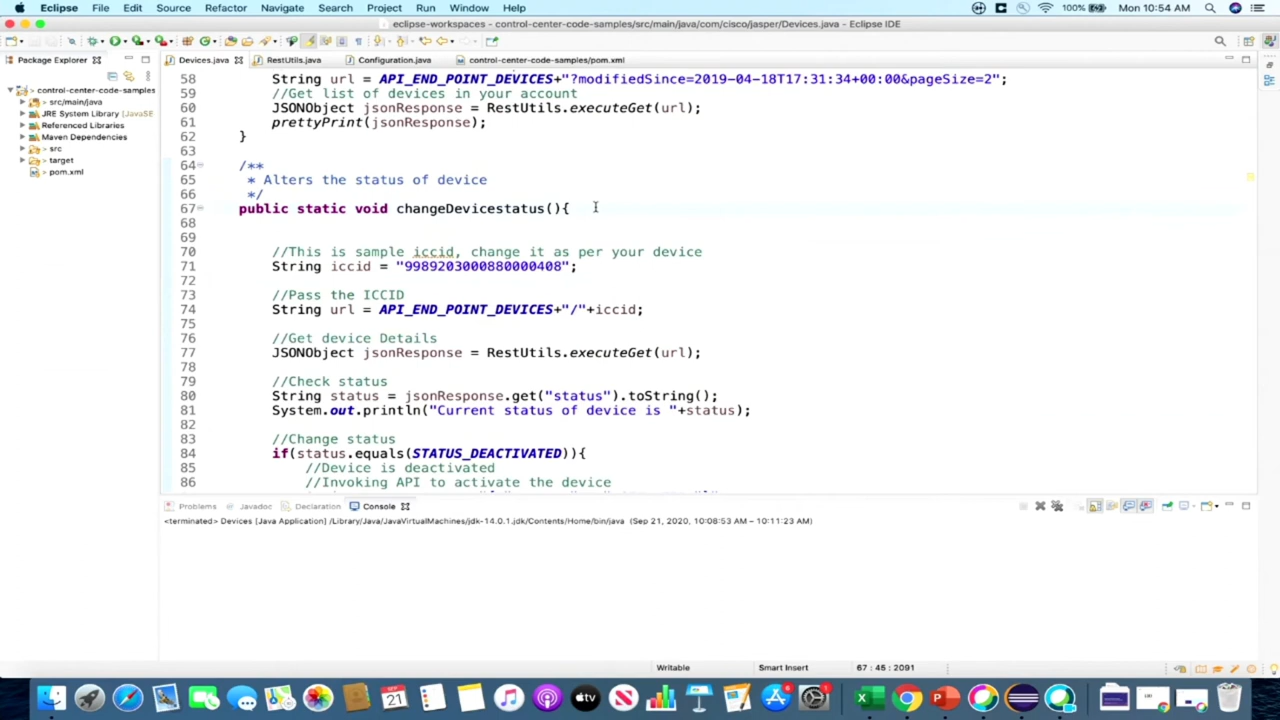 Eclipse File Edit Source Refactor Navigate Search Project Run Window Help 100% Mon 10:54 AM
eclipse-workspaces - control-center-code-samples/src/main/java/com/cisco/jasper/Devices.java - Eclipse IDE
Package Explorer Devices.java RestUtils.java Configuration.java control-center-code-samples/pom.xml
control-center-code-samples
src/main/java
JRE System Library [JavaSE
Referenced Libraries
Maven Dependencies
src
target
pom.xml
58 String url = API_END_POINT_DEVICES+"?modifiedSince=2019-04-18T17:31:34+00:00&pageSize=2";
59 //Get list of devices in your account
60 JSONObject jsonResponse = RestUtils.executeGet(url);
61 prettyPrint(jsonResponse);
62 }
63
64 /**
65 * Alters the status of device
66 */
67 public static void changeDevicestatus(){
68
69
70 //This is sample iccid, change it as per your device
71 String iccid = "9989203000880000408";
72
73 //Pass the ICCID
74 String url = API_END_POINT_DEVICES+"/"+iccid;
75
76 //Get device Details
77 JSONObject jsonResponse = RestUtils.executeGet(url);
78
79 //Check status
80 String status = jsonResponse.get("status").toString();
81 System.out.println("Current status of device is "+status);
82
83 //Change status
84 if(status.equals(STATUS_DEACTIVATED)){
85 //Device is deactivated
86 //Invoking API to activate the device
Problems Javadoc Declaration Console
<terminated> Devices [Java Application] /Library/Java/JavaVirtualMachines/jdk-14.0.1.jdk/Contents/Home/bin/java (Sep 21, 2020, 10:08:53 AM – 10:11:23 AM)
Writable Smart Insert 67 : 45 : 2091